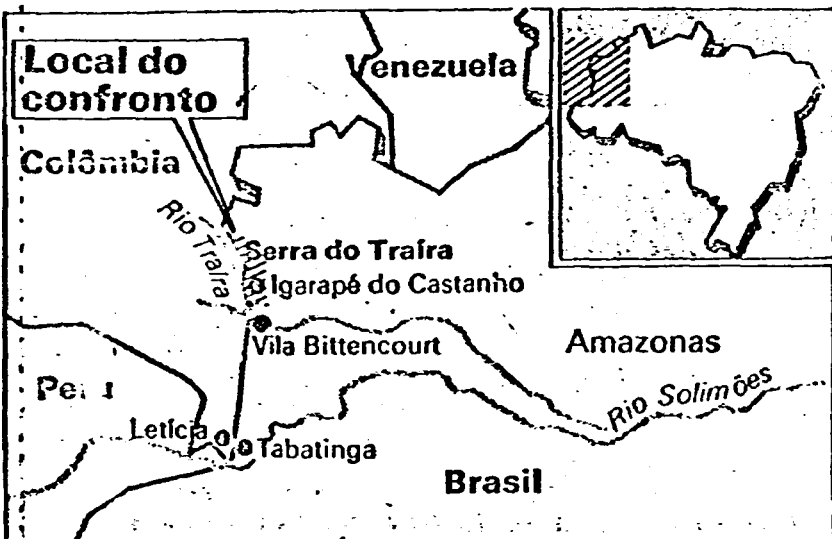 Local do
confronto
Venezuela
Colômbia
Rio Traíra
Serra do Traíra
Igarapé do Castanho
Vila Bittencourt
Amazonas
Rio Solimões
Letícia
Tabatinga
Brasil